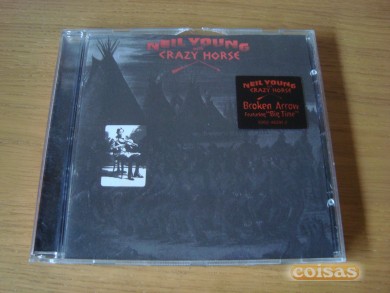 NEIL YOUNG
CRAZY HORSE
NEIL YOUNG
CRAZY HORSE
Broken Arrow
Featuring "Big Time"
coisas